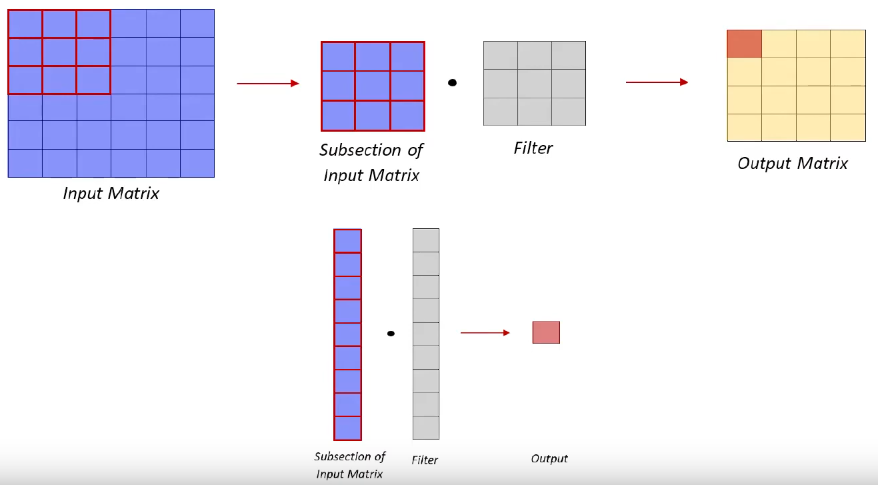 Subsection of
Input Matrix
Filter
Output Matrix
Input Matrix
Subsection of
Input Matrix
Filter
Output